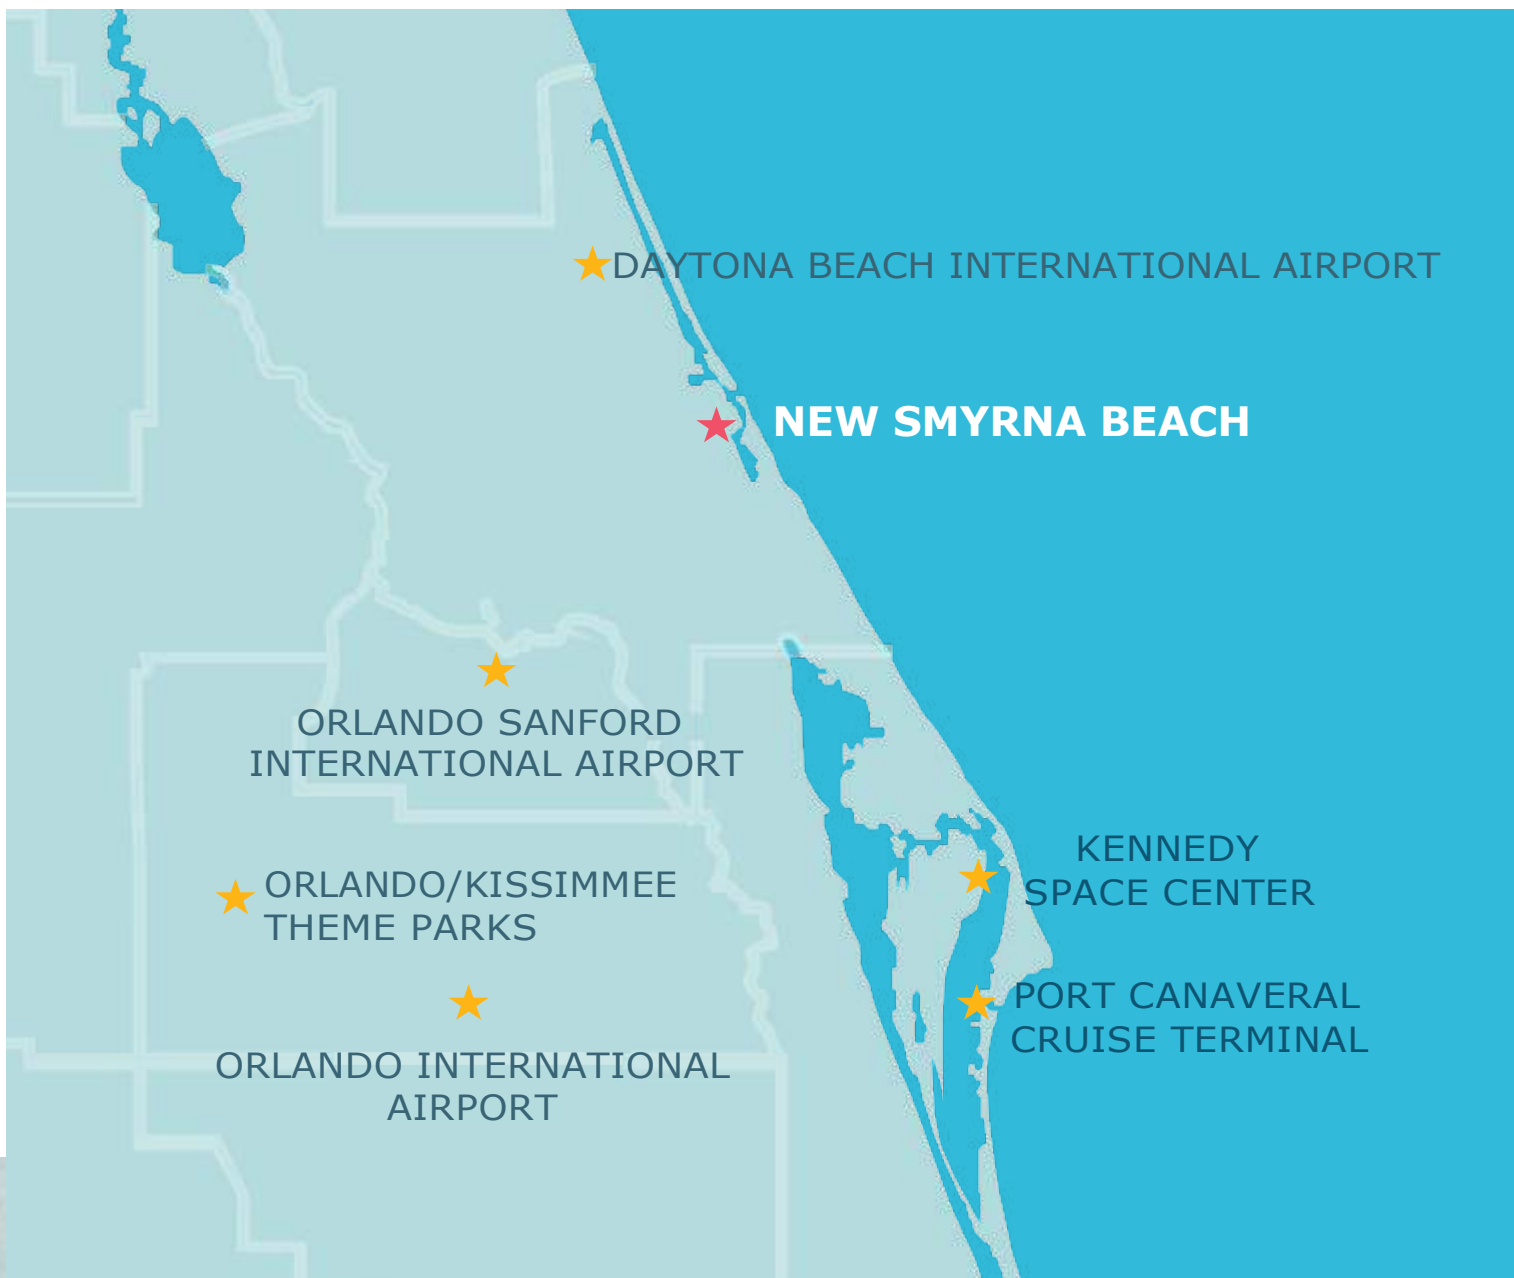 DAYTONA BEACH INTERNATIONAL AIRPORT
NEW SMYRNA BEACH
ORLANDO SANFORD
INTERNATIONAL AIRPORT
KENNEDY
SPACE CENTER
ORLANDO/KISSIMMEE
THEME PARKS
PORT CANAVERAL
CRUISE TERMINAL
ORLANDO INTERNATIONAL
AIRPORT